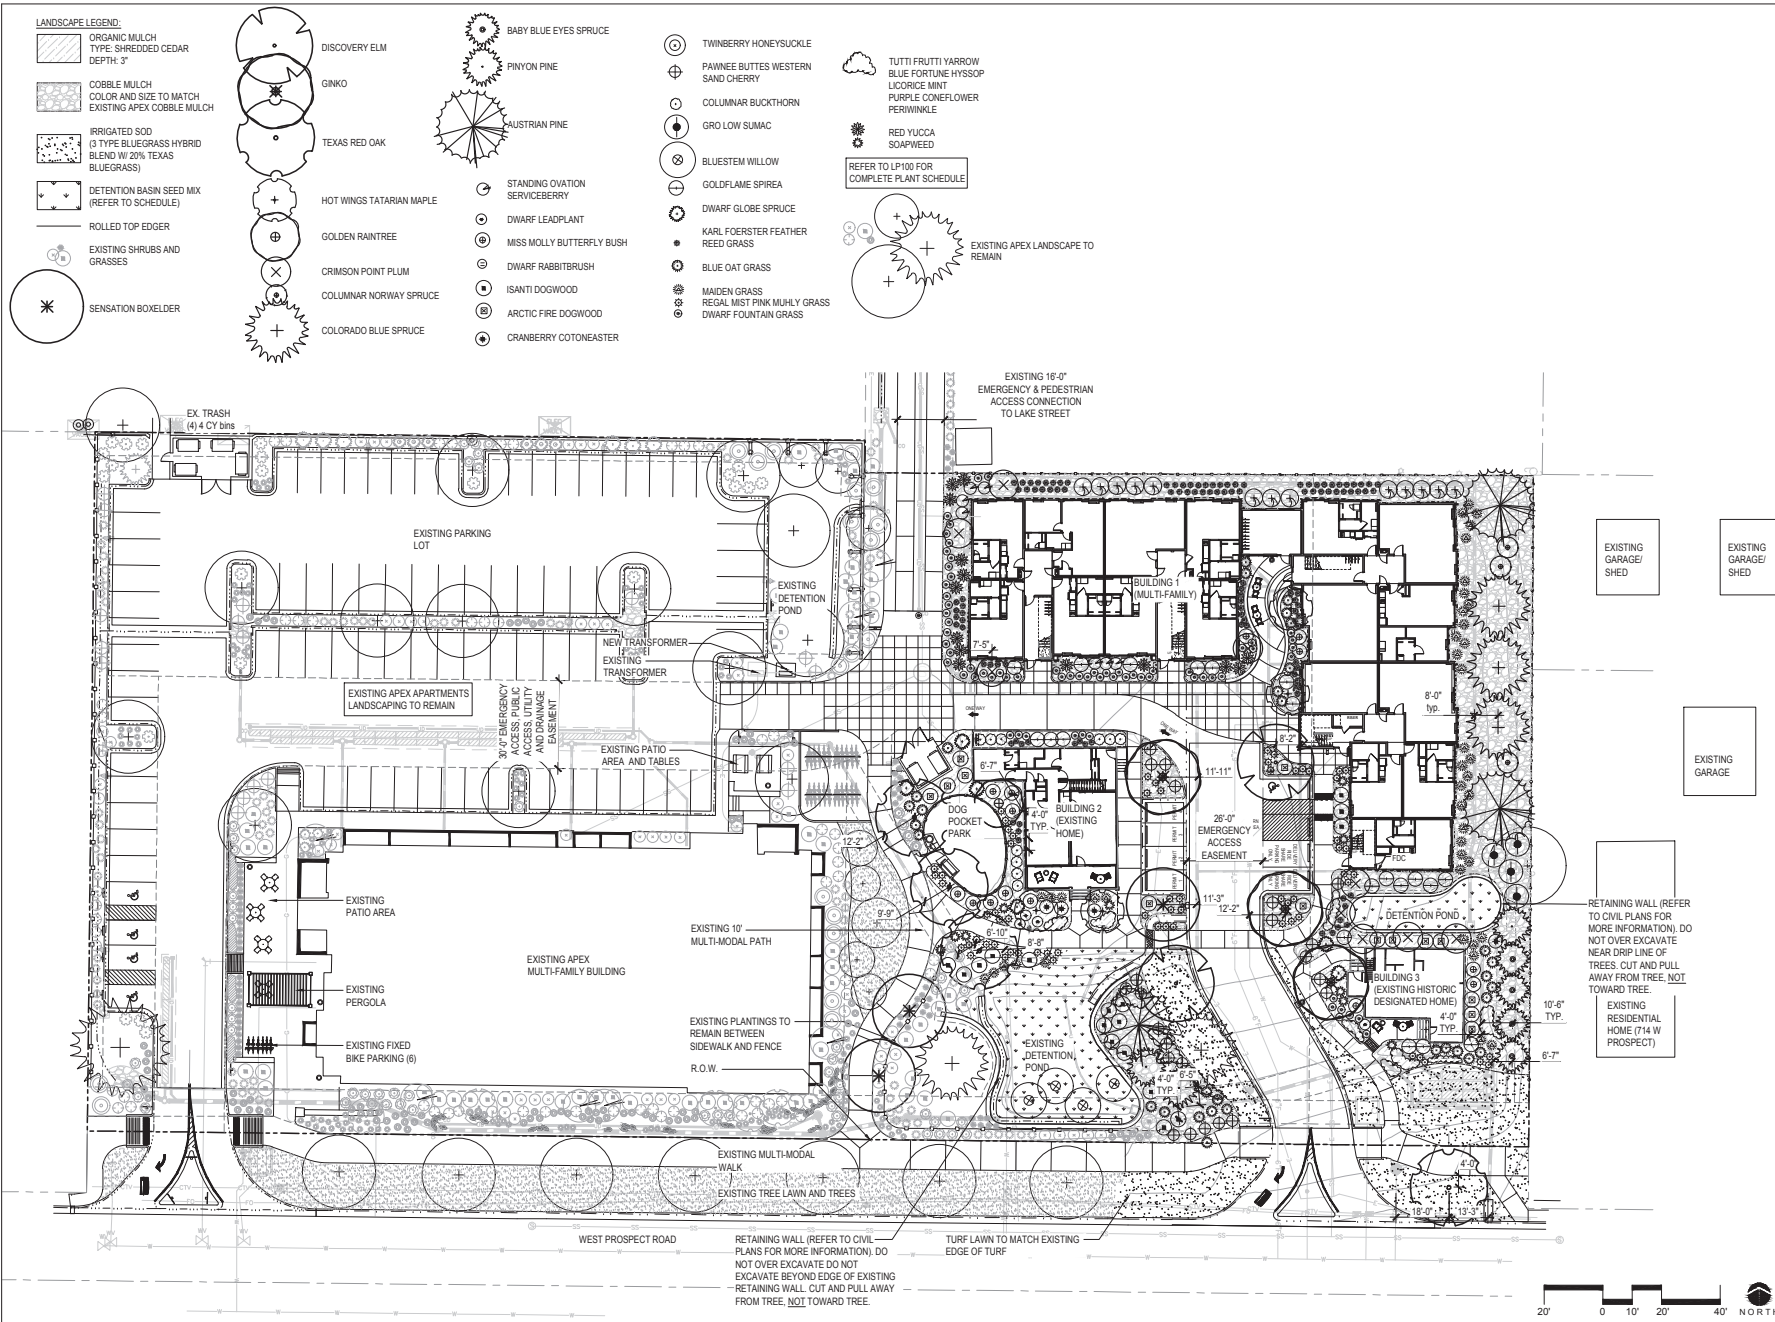 LANDSCAPE LEGEND:
ORGANIC MULCH
TYPE: SHREDDED CEDAR
DEPTH: 3"
COBBLE MULCH
COLOR AND SIZE TO MATCH
EXISTING APEX COBBLE MULCH
IRRIGATED SOD
(3 TYPE BLUEGRASS HYBRID
BLEND W/ 20% TEXAS
BLUEGRASS)
DETENTION BASIN SEED MIX
(REFER TO SCHEDULE)
ROLLED TOP EDGER
EXISTING SHRUBS AND
GRASSES
SENSATION BOXELDER
DISCOVERY ELM
GINKO
TEXAS RED OAK
HOT WINGS TATARIAN MAPLE
GOLDEN RAINTREE
CRIMSON POINT PLUM
COLUMNAR NORWAY SPRUCE
COLORADO BLUE SPRUCE
BABY BLUE EYES SPRUCE
PINYON PINE
AUSTRIAN PINE
STANDING OVATION
SERVICEBERRY
DWARF LEADPLANT
MISS MOLLY BUTTERFLY BUSH
DWARF RABBITBRUSH
ISANTI DOGWOOD
ARCTIC FIRE DOGWOOD
CRANBERRY COTONEASTER
TWINBERRY HONEYSUCKLE
PAWNEE BUTTES WESTERN
SAND CHERRY
COLUMNAR BUCKTHORN
GRO LOW SUMAC
BLUESTEM WILLOW
GOLDFLAME SPIREA
DWARF GLOBE SPRUCE
KARL FOERSTER FEATHER
REED GRASS
BLUE OAT GRASS
MAIDEN GRASS
REGAL MIST PINK MUHLY GRASS
DWARF FOUNTAIN GRASS
TUTTI FRUTTI YARROW
BLUE FORTUNE HYSSOP
LICORICE MINT
PURPLE CONEFLOWER
PERIWINKLE
RED YUCCA
SOAPWEED
REFER TO LP100 FOR
COMPLETE PLANT SCHEDULE
EXISTING APEX LANDSCAPE TO
REMAIN
EX. TRASH
(4) 4 CY bins
EXISTING 16'-0"
EMERGENCY & PEDESTRIAN
ACCESS CONNECTION
TO LAKE STREET
EXISTING PARKING
LOT
EXISTING
DETENTION
POND
BUILDING 1
(MULTI-FAMILY)
EXISTING
GARAGE/
SHED
EXISTING
GARAGE/
SHED
NEW TRANSFORMER
EXISTING
TRANSFORMER
7'-5"
EXISTING APEX APARTMENTS
LANDSCAPING TO REMAIN
30'-0" EMERGENCY
ACCESS, PUBLIC
ACCESS, UTILITY
AND DRAINAGE
EASEMENT
8'-0"
typ.
ONE WAY
ONE WAY
EXISTING PATIO
AREA AND TABLES
8'-2"
6'-7"
11'-11"
EXISTING
GARAGE
DOG
POCKET
PARK
4'-0"
TYP.
BUILDING 2
(EXISTING
HOME)
26'-0"
EMERGENCY
ACCESS
EASEMENT
PERMIT
PERMIT
PERMIT
PERMIT
12'-2"
FDC
EXISTING
PATIO AREA
9'-9"
11'-3"
12'-2"
DETENTION POND
RETAINING WALL (REFER
TO CIVIL PLANS FOR
MORE INFORMATION). DO
NOT OVER EXCAVATE
NEAR DRIP LINE OF
TREES. CUT AND PULL
AWAY FROM TREE, NOT
TOWARD TREE.
EXISTING 10'
MULTI-MODAL PATH
6'-10"
8'-8"
EXISTING APEX
MULTI-FAMILY BUILDING
EXISTING
PERGOLA
BUILDING 3
(EXISTING HISTORIC
DESIGNATED HOME)
4'-0"
TYP.
10'-6"
TYP.
EXISTING
RESIDENTIAL
HOME (714 W
PROSPECT)
EXISTING PLANTINGS TO
REMAIN BETWEEN
SIDEWALK AND FENCE
EXISTING FIXED
BIKE PARKING (6)
EXISTING
DETENTION
POND
6'-7"
R.O.W.
4'-0"
TYP.
6'-5"
EXISTING MULTI-MODAL
WALK
EXISTING TREE LAWN AND TREES
4'-0"
18'-0"
13'-3"
WEST PROSPECT ROAD
RETAINING WALL (REFER TO CIVIL
PLANS FOR MORE INFORMATION). DO
NOT OVER EXCAVATE DO NOT
EXCAVATE BEYOND EDGE OF EXISTING
RETAINING WALL. CUT AND PULL AWAY
FROM TREE, NOT TOWARD TREE.
TURF LAWN TO MATCH EXISTING
EDGE OF TURF
20' 0 10' 20' 40'
NORTH